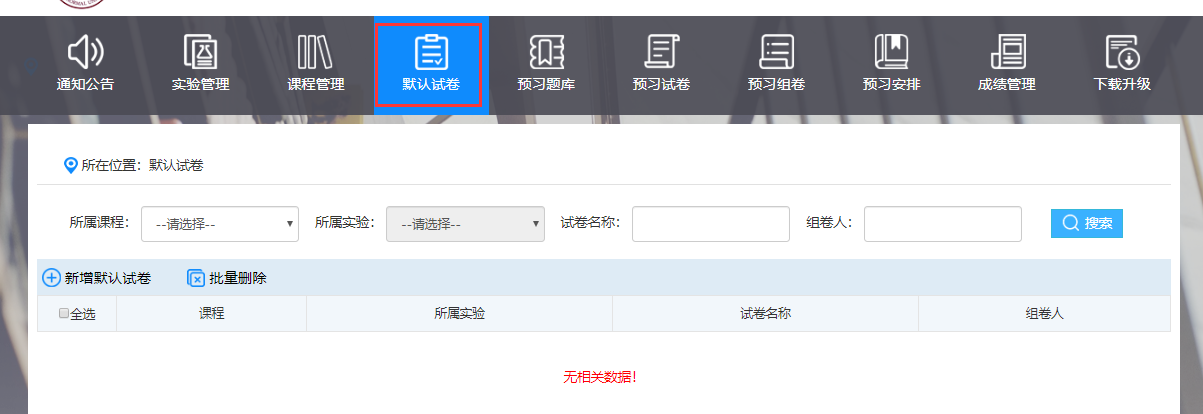 通知公告 实验管理 课程管理 默认试卷 预习题库 预习试卷 预习组卷 预习安排 成绩管理 下载升级
所在位置：默认试卷
所属课程： --请选择-- 所属实验： --请选择-- 试卷名称： 组卷人： 搜索
新增默认试卷 批量删除
全选 课程 所属实验 试卷名称 组卷人
无相关数据！